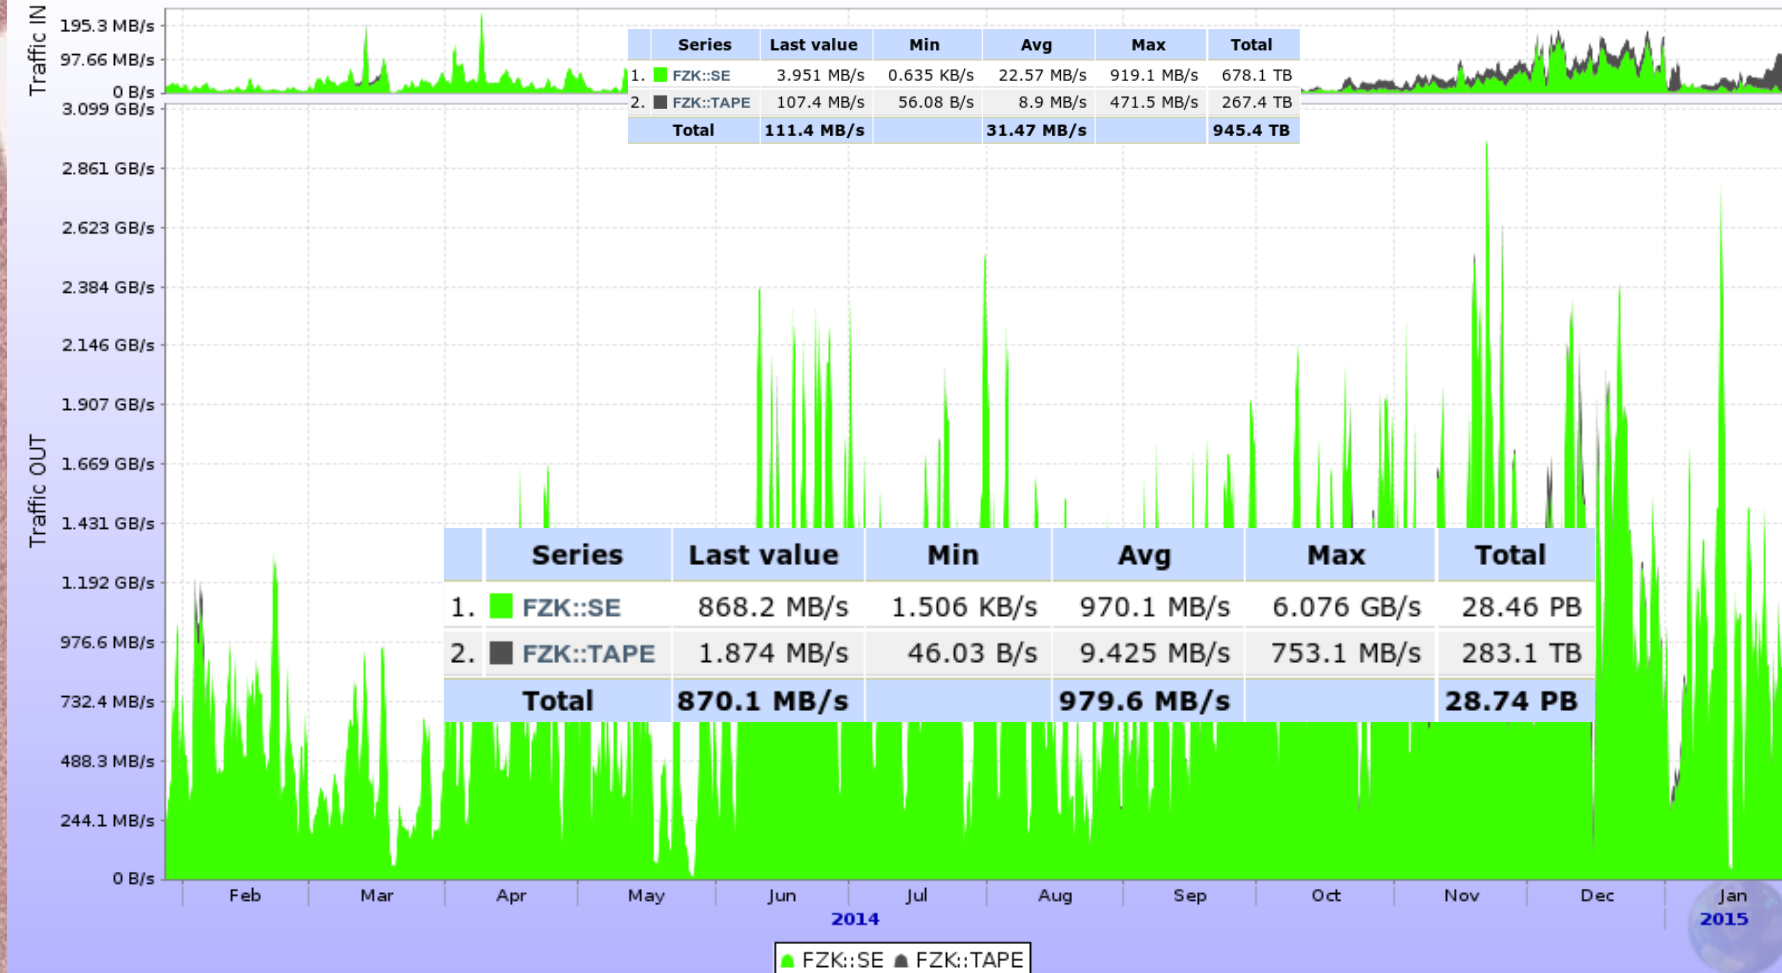 Traffic IN
195.3 MB/s
97.66 MB/s
0 B/s
Series Last value Min Avg Max Total
1. FZK::SE 3.951 MB/s 0.635 KB/s 22.57 MB/s 919.1 MB/s 678.1 TB
2. FZK::TAPE 107.4 MB/s 56.08 B/s 8.9 MB/s 471.5 MB/s 267.4 TB
Total 111.4 MB/s 31.47 MB/s 945.4 TB
Traffic OUT
3.099 GB/s
2.861 GB/s
2.623 GB/s
2.384 GB/s
2.146 GB/s
1.907 GB/s
1.669 GB/s
1.431 GB/s
1.192 GB/s
976.6 MB/s
732.4 MB/s
488.3 MB/s
244.1 MB/s
0 B/s
Series Last value Min Avg Max Total
1. FZK::SE 868.2 MB/s 1.506 KB/s 970.1 MB/s 6.076 GB/s 28.46 PB
2. FZK::TAPE 1.874 MB/s 46.03 B/s 9.425 MB/s 753.1 MB/s 283.1 TB
Total 870.1 MB/s 979.6 MB/s 28.74 PB
Feb Mar Apr May Jun Jul Aug Sep Oct Nov Dec Jan
2014 2015
FZK::SE FZK::TAPE